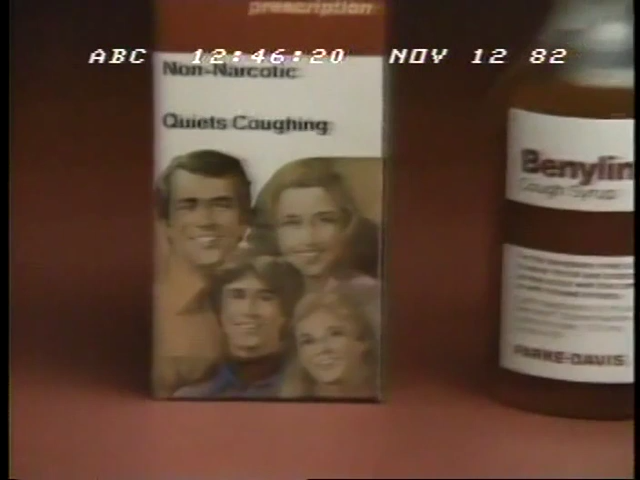 prescription
ABC 12:46:20 NOV 12 82
Non-Narcotic
Quiets Coughing
Benylin
Cough Syrup
PARKE-DAVIS